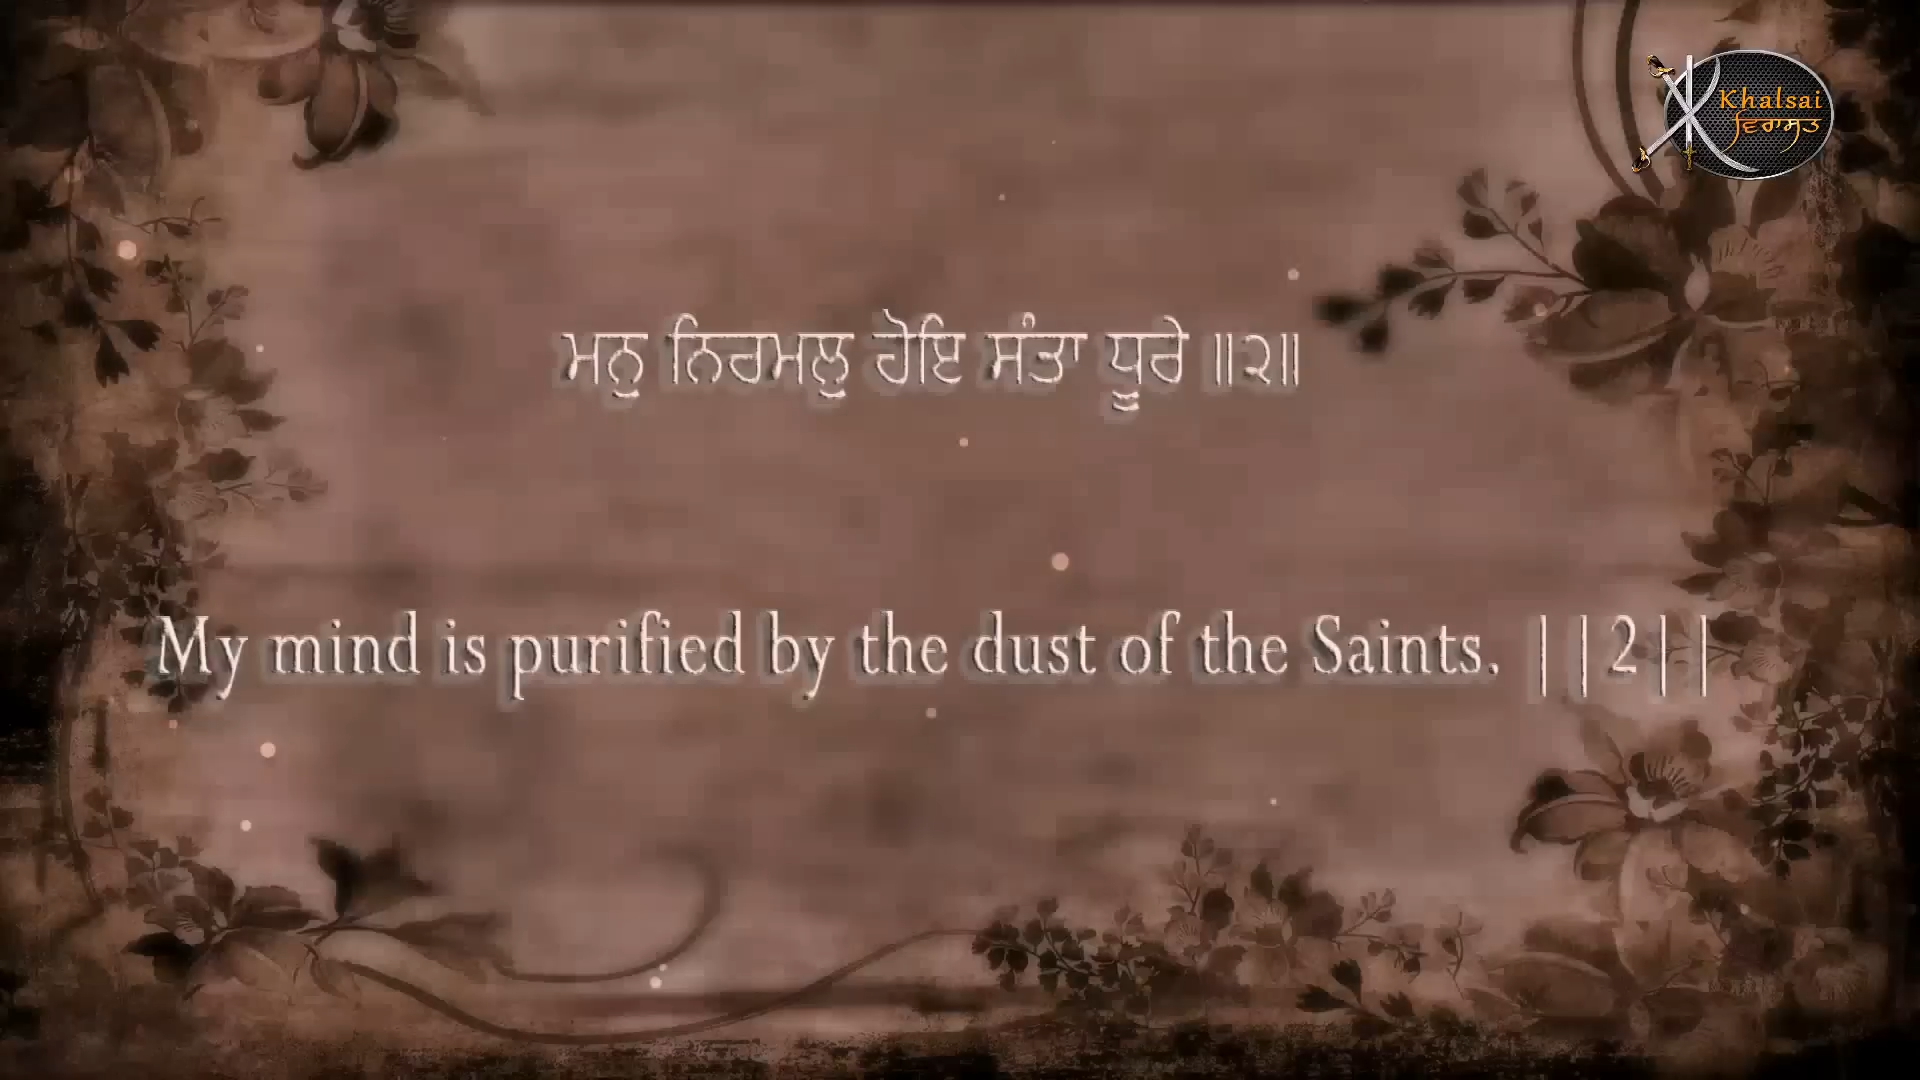 Khalsai
ਵਿਰਾਸਤ
ਮਨੁ ਨਿਰਮਲੁ ਹੋਇ ਸੰਤਾ ਧੂਰੇ ॥੨॥
My mind is purified by the dust of the Saints. ||2||